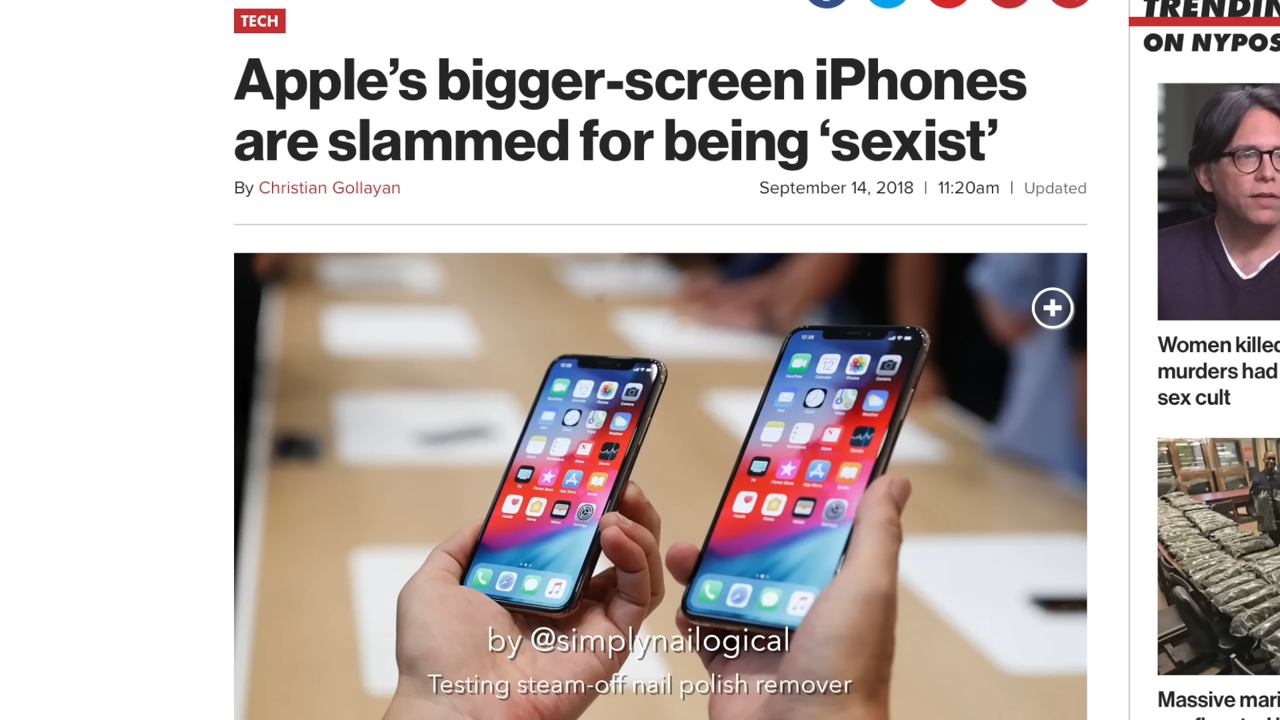 TECH
Apple's bigger-screen iPhones
are slammed for being 'sexist'
By Christian Gollayan
September 14, 2018 | 11:20am | Updated
by @simplynailogical
Testing steam-off nail polish remover
TRENDIN
ON NYPOS
Women killed
murders had
sex cult
Massive mari